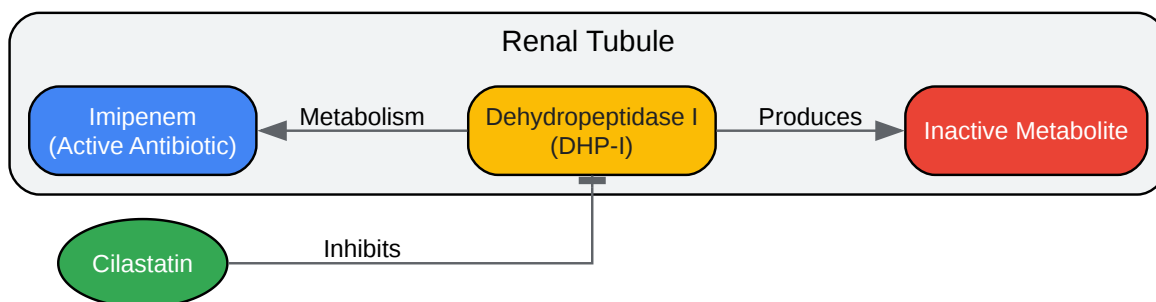 Renal Tubule
Imipenem
(Active Antibiotic)
Metabolism
Dehydropeptidase I
(DHP-I)
Produces
Inactive Metabolite
Cilastatin
Inhibits